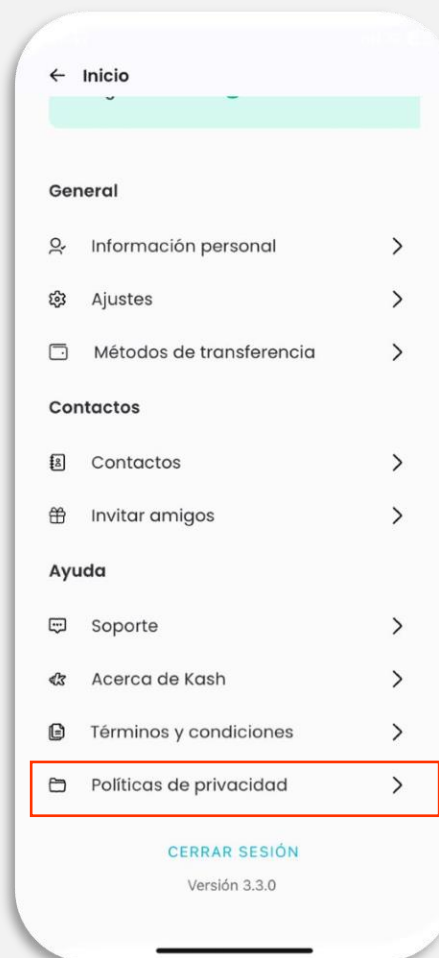 Inicio
General
Información personal
Ajustes
Métodos de transferencia
Contactos
Contactos
Invitar amigos
Ayuda
Soporte
Acerca de Kash
Términos y condiciones
Políticas de privacidad
CERRAR SESIÓN
Versión 3.3.0